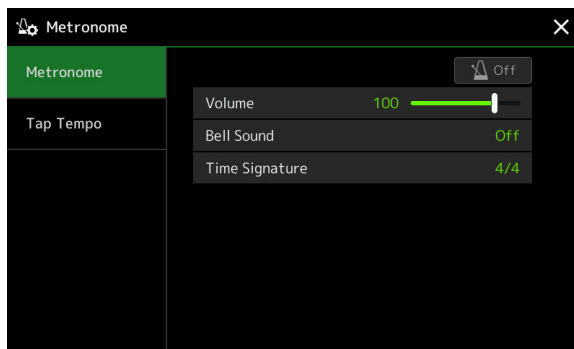 Metronome
Metronome
Off
Volume 100
Tap Tempo
Bell Sound Off
Time Signature 4/4